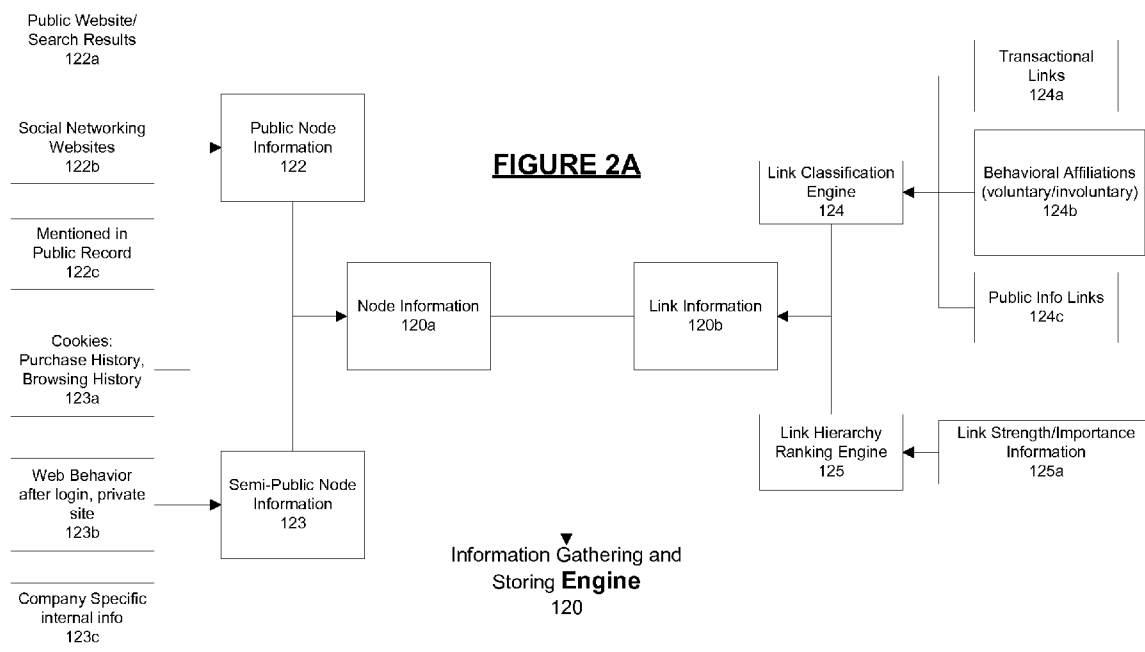 Public Website/
Search Results
122a
Social Networking
Websites
122b
Mentioned in
Public Record
122c
Cookies:
Purchase History,
Browsing History
123a
Web Behavior
after login, private
site
123b
Company Specific
internal info
123c
Public Node
Information
122
Semi-Public Node
Information
123
Node Information
120a
FIGURE 2A
Link Information
120b
Information Gathering and
Storing Engine
120
Link Classification
Engine
124
Link Hierarchy
Ranking Engine
125
Transactional
Links
124a
Behavioral Affiliations
(voluntary/involuntary)
124b
Public Info Links
124c
Link Strength/Importance
Information
125a